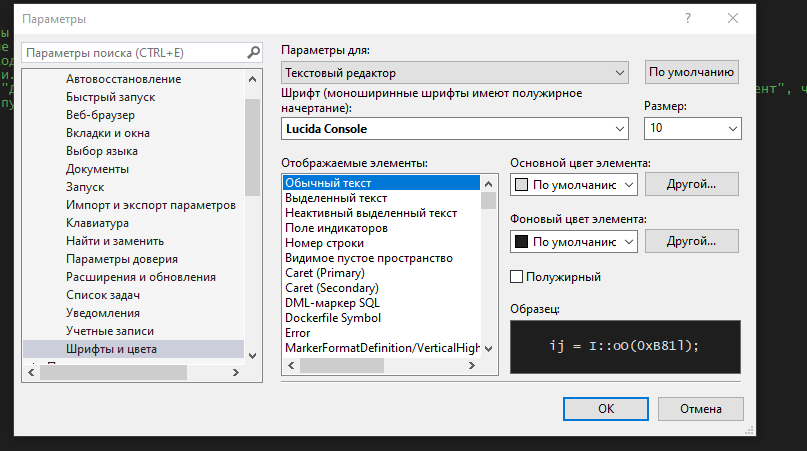 Параметры
? 
Параметры поиска (CTRL+E)
Автовосстановление
Быстрый запуск
Веб-браузер
Вкладки и окна
Выбор языка
Документы
Запуск
Импорт и экспорт параметров
Клавиатура
Найти и заменить
Параметры доверия
Расширения и обновления
Список задач
Уведомления
Учетные записи
Шрифты и цвета
Параметры для:
Текстовый редактор
По умолчанию
Шрифт (моноширинные шрифты имеют полужирное
начертание):
Размер:
Lucida Console
10
Отображаемые элементы:
Обычный текст
Выделенный текст
Неактивный выделенный текст
Поле индикаторов
Номер строки
Видимое пустое пространство
Caret (Primary)
Caret (Secondary)
DML-маркер SQL
Dockerfile Symbol
Error
MarkerFormatDefinition/VerticalHigh
Основной цвет элемента:
По умолчанию
Другой...
Фоновый цвет элемента:
По умолчанию
Другой...
Полужирный
Образец:
ij = I::oO(0xB81l);
ОК
Отмена
ы
ие
од
и.
"Д
пу
ент", ч